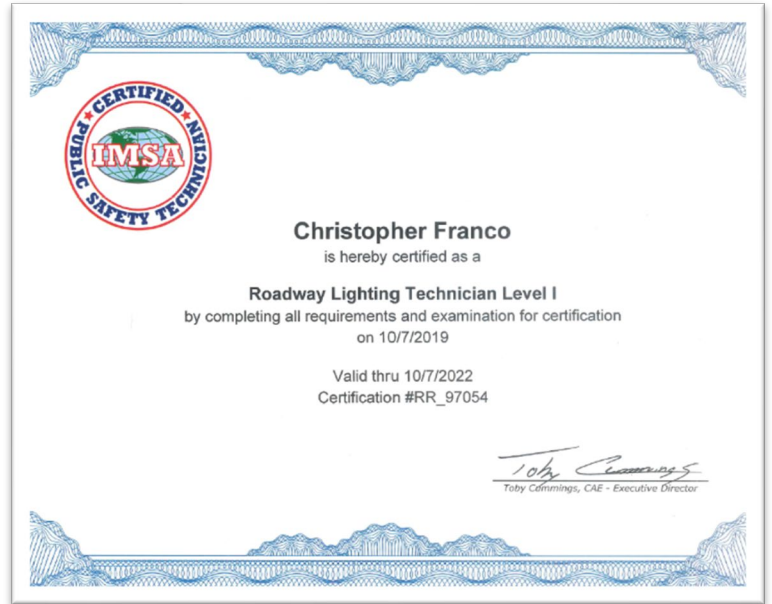 CERTIFIED
PUBLIC SAFETY TECHNICIAN
IMSA
Christopher Franco
is hereby certified as a
Roadway Lighting Technician Level I
by completing all requirements and examination for certification
on 10/7/2019
Valid thru 10/7/2022
Certification #RR_97054
Toby Cummings
Toby Cummings, CAE - Executive Director